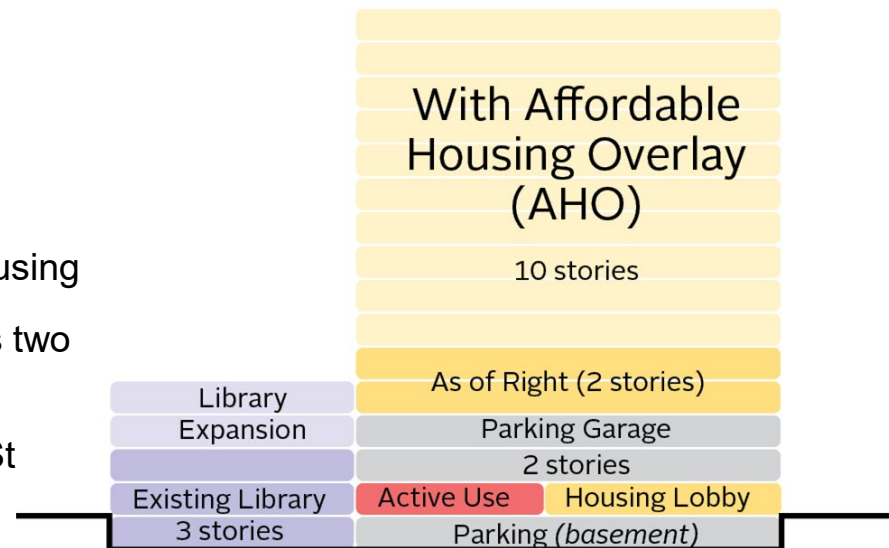 With Affordable
Housing Overlay
(AHO)
10 stories
As of Right (2 stories)
Library
Expansion
Parking Garage
2 stories
Existing Library
3 stories
Active Use
Housing Lobby
Parking (basement)
two